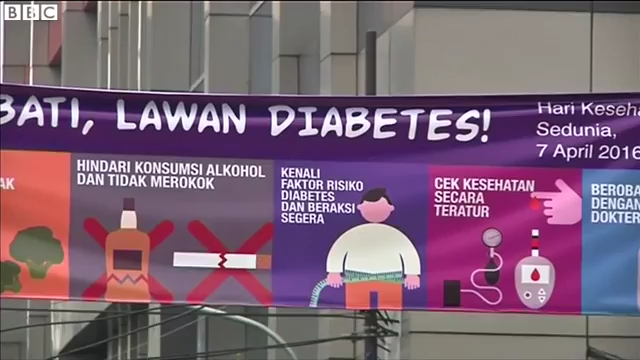 BBC
BATI, LAWAN DIABETES!
Hari Keseha
Sedunia,
7 April 2016
AK
HINDARI KONSUMSI ALKOHOL
DAN TIDAK MEROKOK
KENALI
FAKTOR RISIKO
DIABETES
DAN BERAKSI
SEGERA
CEK KESEHATAN
SECARA
TERATUR
BEROBA
DENGAN
DOKTE